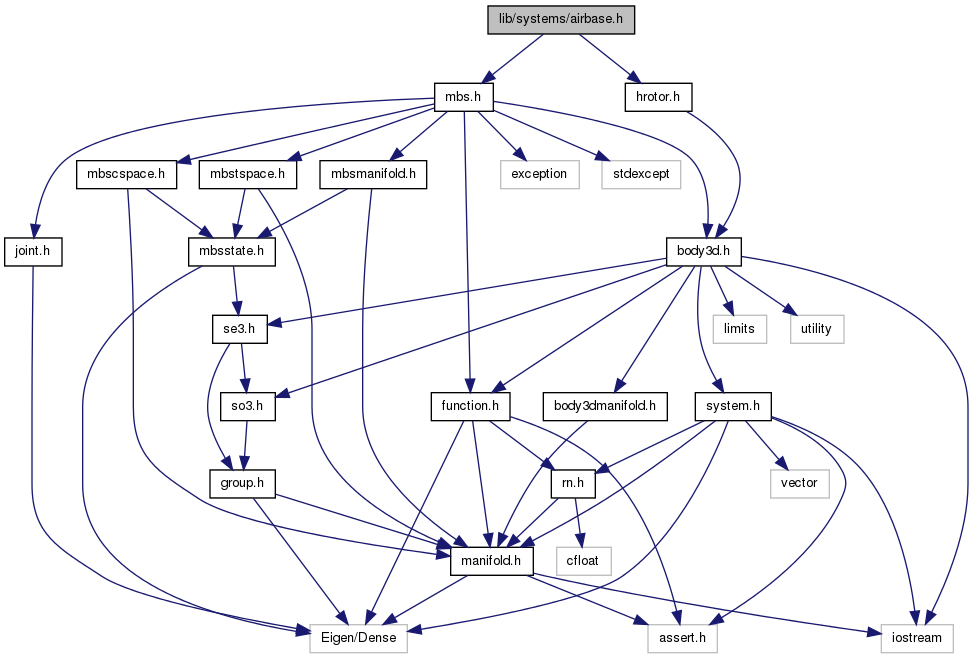 lib/systems/airbase.h
mbs.h
hrotor.h
mbscspace.h
mbstspace.h
mbsmanifold.h
exception
stdexcept
joint.h
mbsstate.h
body3d.h
se3.h
limits
utility
so3.h
function.h
body3dmanifold.h
system.h
group.h
rn.h
vector
manifold.h
cfloat
Eigen/Dense
assert.h
iostream